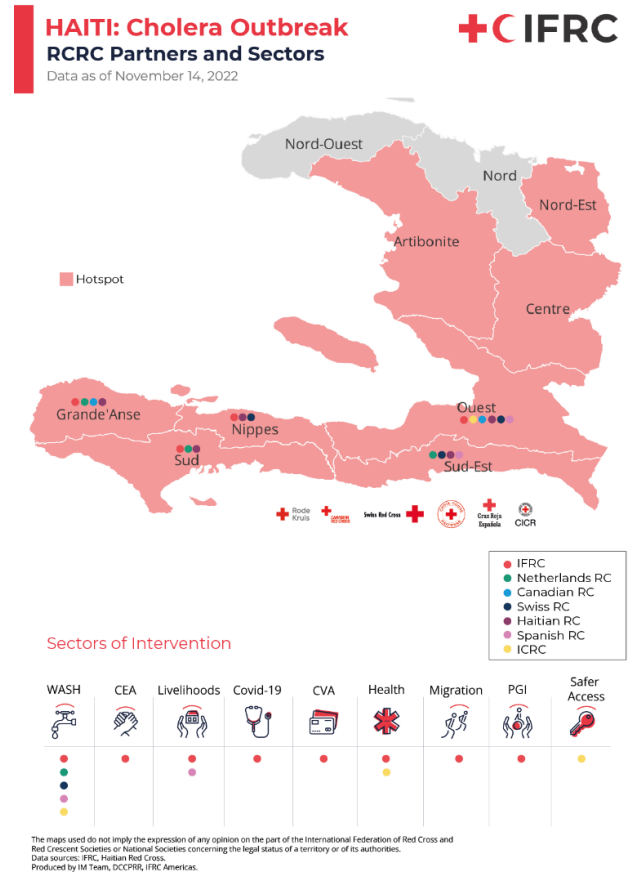 HAITI: Cholera Outbreak
RCRC Partners and Sectors
Data as of November 14, 2022
IFRC
Nord-Ouest
Nord
Nord-Est
Artibonite
Hotspot
Centre
Grande'Anse
Ouest
Nippes
Sud
Sud-Est
Rode
Kruis
Swiss Red Cross
Cruz Roja
Española
CICR
IFRC
Netherlands RC
Canadian RC
Swiss RC
Haitian RC
Spanish RC
ICRC
Sectors of Intervention
WASH
CEA
Livelihoods
Covid-19
CVA
Health
Migration
PGI
Safer
Access
The maps used do not imply the expression of any opinion on the part of the International Federation of Red Cross and
Red Crescent Societies or National Societies concerning the legal status of a territory or of its authorities.
Data sources: IFRC, Haitian Red Cross.
Produced by IM Team, DCCPRR, IFRC Americas.